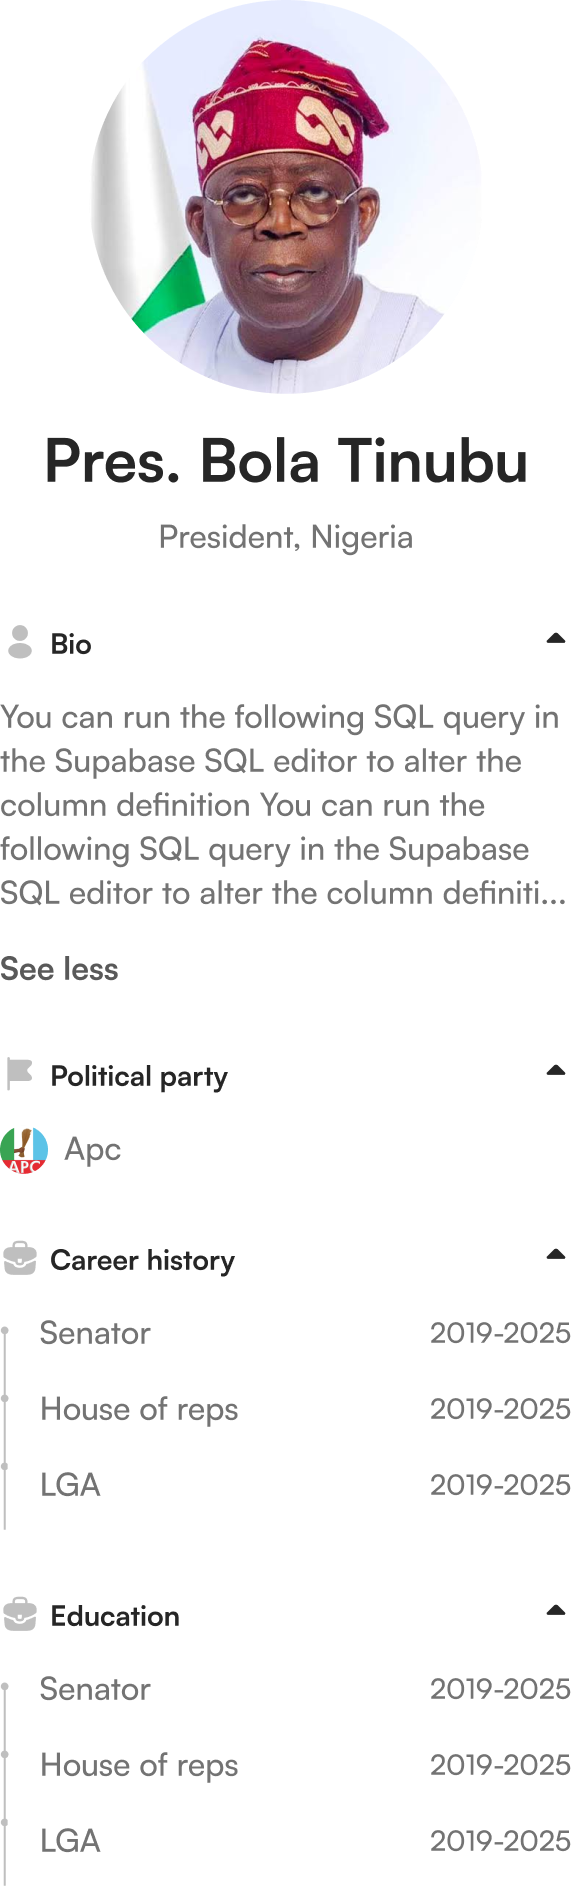 Pres. Bola Tinubu
President, Nigeria
Bio
You can run the following SQL query in
the Supabase SQL editor to alter the
column definition You can run the
following SQL query in the Supabase
SQL editor to alter the column definiti...
See less
Political party
APC Apc
Career history
Senator 2019-2025
House of reps 2019-2025
LGA 2019-2025
Education
Senator 2019-2025
House of reps 2019-2025
LGA 2019-2025